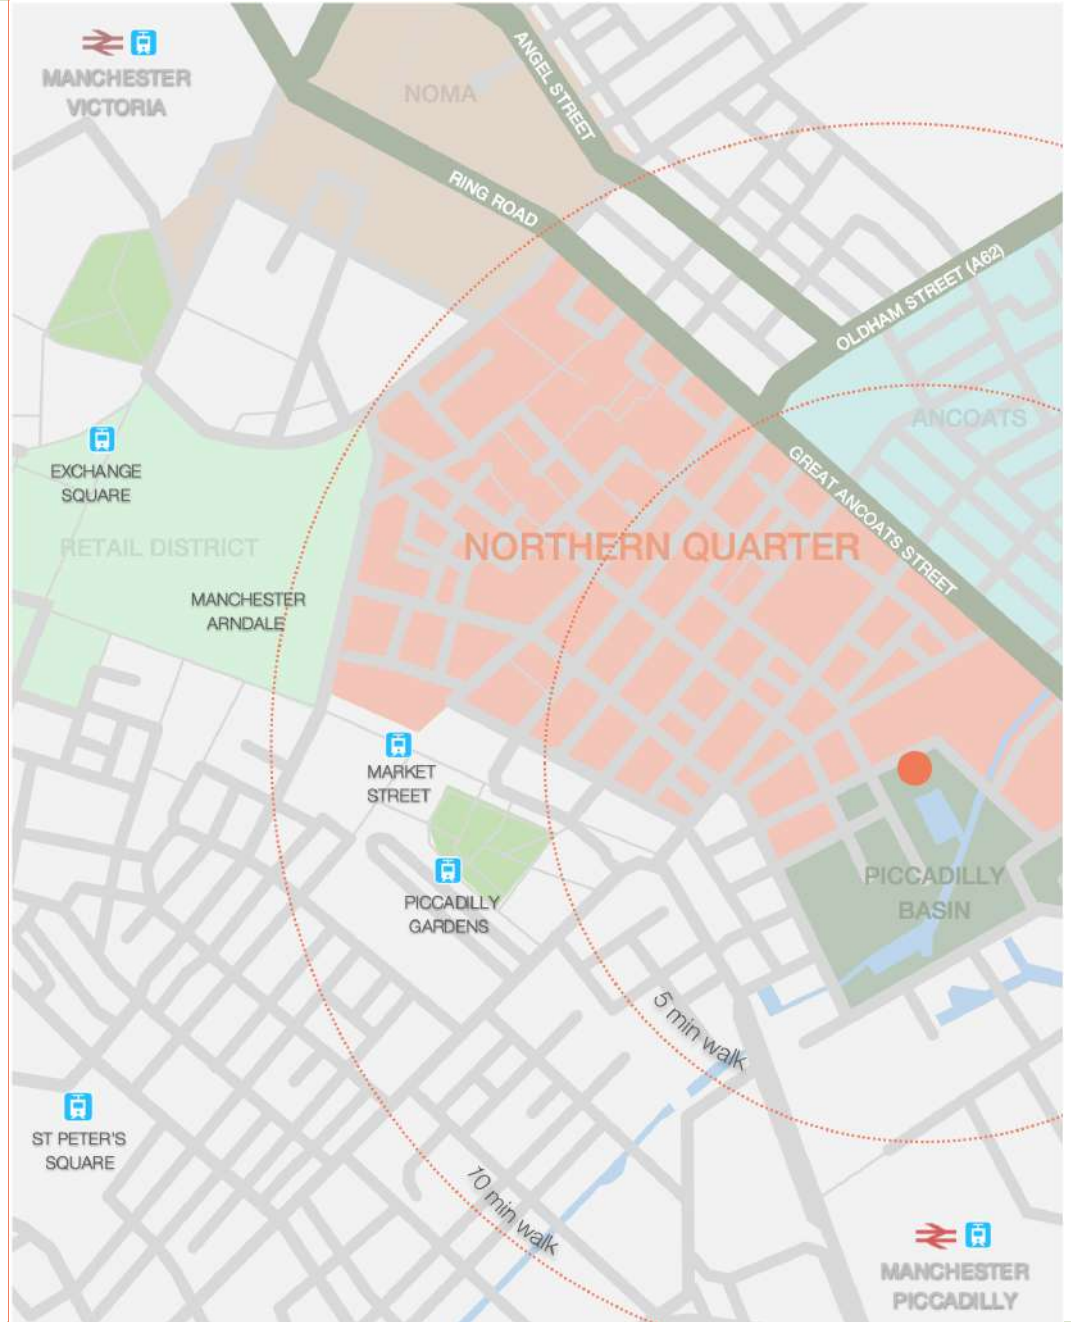 MANCHESTER
VICTORIA
NOMA
ANGEL STREET
RING ROAD
OLDHAM STREET (A62)
ANCOATS
EXCHANGE
SQUARE
GREAT ANCOATS STREET
RETAIL DISTRICT
NORTHERN QUARTER
MANCHESTER
ARNDALE
MARKET
STREET
PICCADILLY
GARDENS
PICCADILLY
BASIN
5 min walk
ST PETER'S
SQUARE
10 min walk
MANCHESTER
PICCADILLY